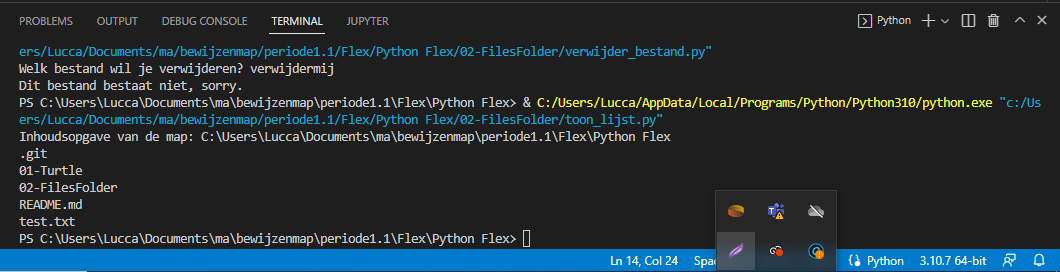 PROBLEMS OUTPUT DEBUG CONSOLE TERMINAL JUPYTER Python
ers/Lucca/Documents/ma/bewijzenmap/periode1.1/Flex/Python Flex/02-FilesFolder/verwijder_bestand.py"
Welk bestand wil je verwijderen? verwijdermij
Dit bestand bestaat niet, sorry.
PS C:\Users\Lucca\Documents\ma\bewijzenmap\periode1.1\Flex\Python Flex> & C:/Users/Lucca/AppData/Local/Programs/Python/Python310/python.exe "c:/Us
ers/Lucca/Documents/ma/bewijzenmap/periode1.1/Flex/Python Flex/02-FilesFolder/toon_lijst.py"
Inhoudsopgave van de map: C:\Users\Lucca\Documents\ma\bewijzenmap\periode1.1\Flex\Python Flex
.git
01-Turtle
02-FilesFolder
README.md
test.txt
PS C:\Users\Lucca\Documents\ma\bewijzenmap\periode1.1\Flex\Python Flex>
Ln 14, Col 24 Spac Python 3.10.7 64-bit